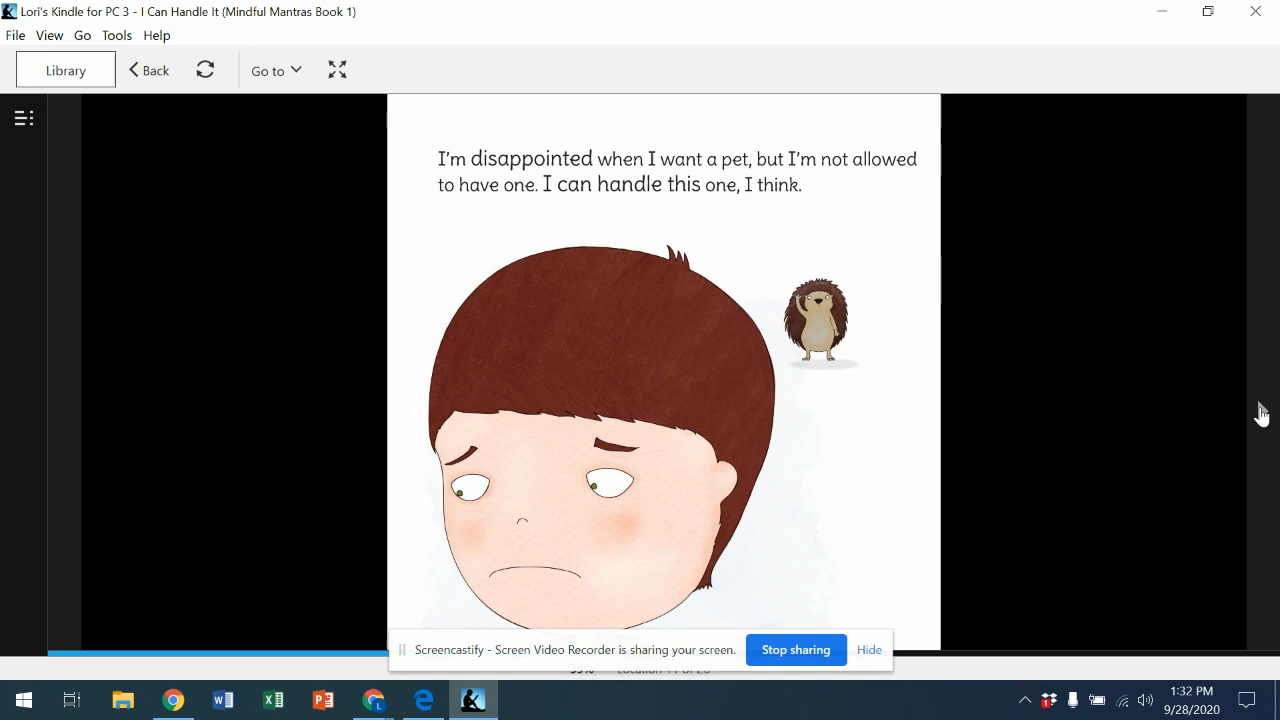 Lori's Kindle for PC 3 - I Can Handle It (Mindful Mantras Book 1)
File View Go Tools Help
Library Back Go to
I'm disappointed when I want a pet, but I'm not allowed
to have one. I can handle this one, I think.
Screencastify - Screen Video Recorder is sharing your screen. Stop sharing Hide
1:32 PM
9/28/2020